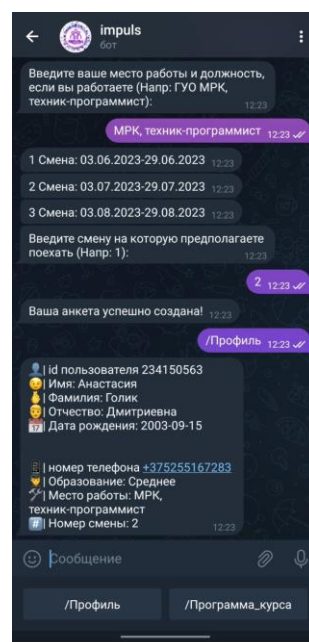 impuls
бот
Введите ваше место работы и должность,
если вы работаете (Напр: ГУО МРК,
техник-программист):
12:23
МРК, техник-программист 12:23
1 Смена: 03.06.2023-29.06.2023 12:23
2 Смена: 03.07.2023-29.07.2023 12:23
3 Смена: 03.08.2023-29.08.2023 12:23
Введите смену на которую предполагаете
поехать (Напр: 1):
12:23
2 12:23
Ваша анкета успешно создана! 12:23
/Профиль 12:23
| id пользователя 234150563
| Имя: Анастасия
| Фамилия: Голик
| Отчество: Дмитриевна
| Дата рождения: 2003-09-15
| номер телефона +375255167283
| Образование: Среднее
| Место работы: МРК,
техник-программист
#| Номер смены: 2
12:23
Сообщение
/Профиль
/Программа_курса